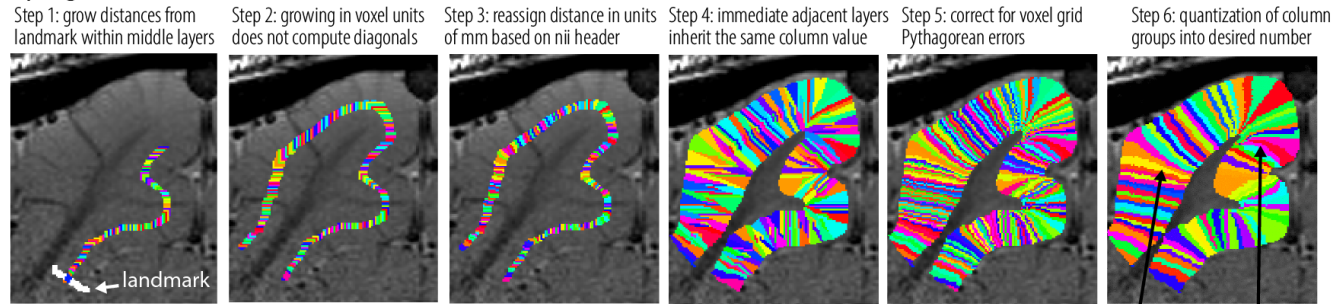 Step 1: grow distances from
landmark within middle layers
Step 2: growing in voxel units
does not compute diagonals
Step 3: reassign distance in units
of mm based on nii header
Step 4: immediate adjacent layers
inherit the same column value
Step 5: correct for voxel grid
Pythagorean errors
Step 6: quantization of column
groups into desired number
landmark